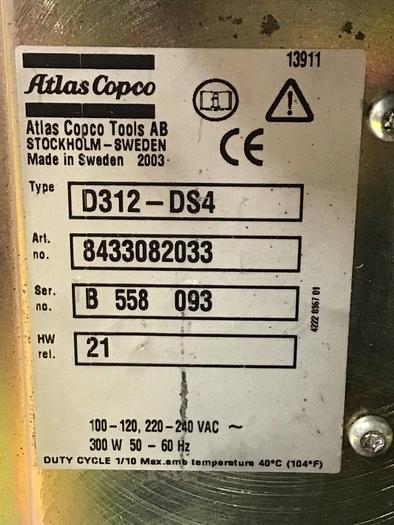 13911
Atlas Copco
Atlas Copco Tools AB
STOCKHOLM-SWEDEN
Made in Sweden 2003
CE
Type D312-DS4
Art. no. 8433082033
Ser. no. B 558 093
HW rel. 21
4222 0367 01
100-120, 220-240 VAC ~
300 W 50-60 Hz
DUTY CYCLE 1/10 Max.amb temperature 40°C (104°F)